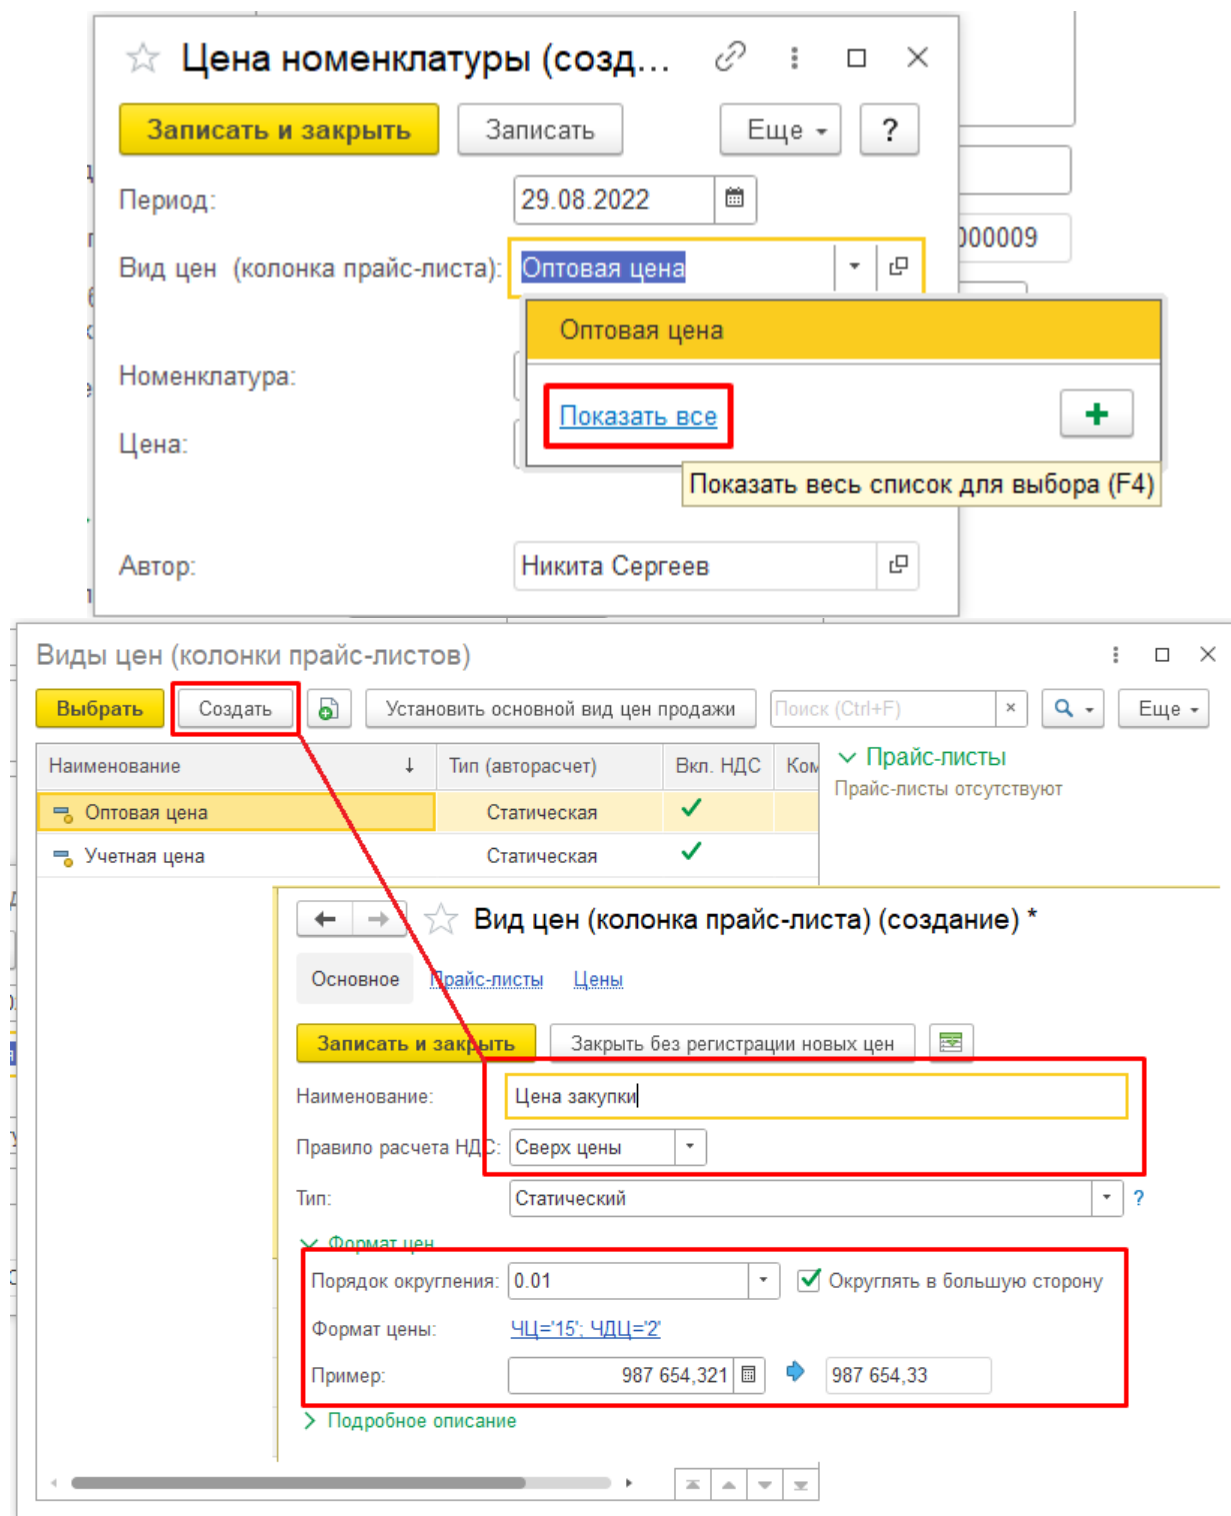 Цена номенклатуры (созд...
Записать и закрыть Записать Еще ?
Период: 29.08.2022
000009
Вид цен (колонка прайс-листа): Оптовая цена
Оптовая цена
Номенклатура:
Показать все
Цена:
Показать весь список для выбора (F4)
Автор: Никита Сергеев
Виды цен (колонки прайс-листов)
Выбрать Создать Установить основной вид цен продажи Поиск (Ctrl+F) × Еще
Наименование ↓ Тип (авторасчет) Вкл. НДС Ком Прайс-листы
Прайс-листы отсутствуют
Оптовая цена Статическая
Учетная цена Статическая
Вид цен (колонка прайс-листа) (создание) *
Основное Прайс-листы Цены
Записать и закрыть Закрыть без регистрации новых цен
Наименование: Цена закупки
Правило расчета НДС: Сверх цены
Тип: Статический ?
Формат цен
Порядок округления: 0.01 Округлять в большую сторону
Формат цены: ЧЦ='15'; ЧДЦ='2'
Пример: 987 654,321 987 654,33
Подробное описание